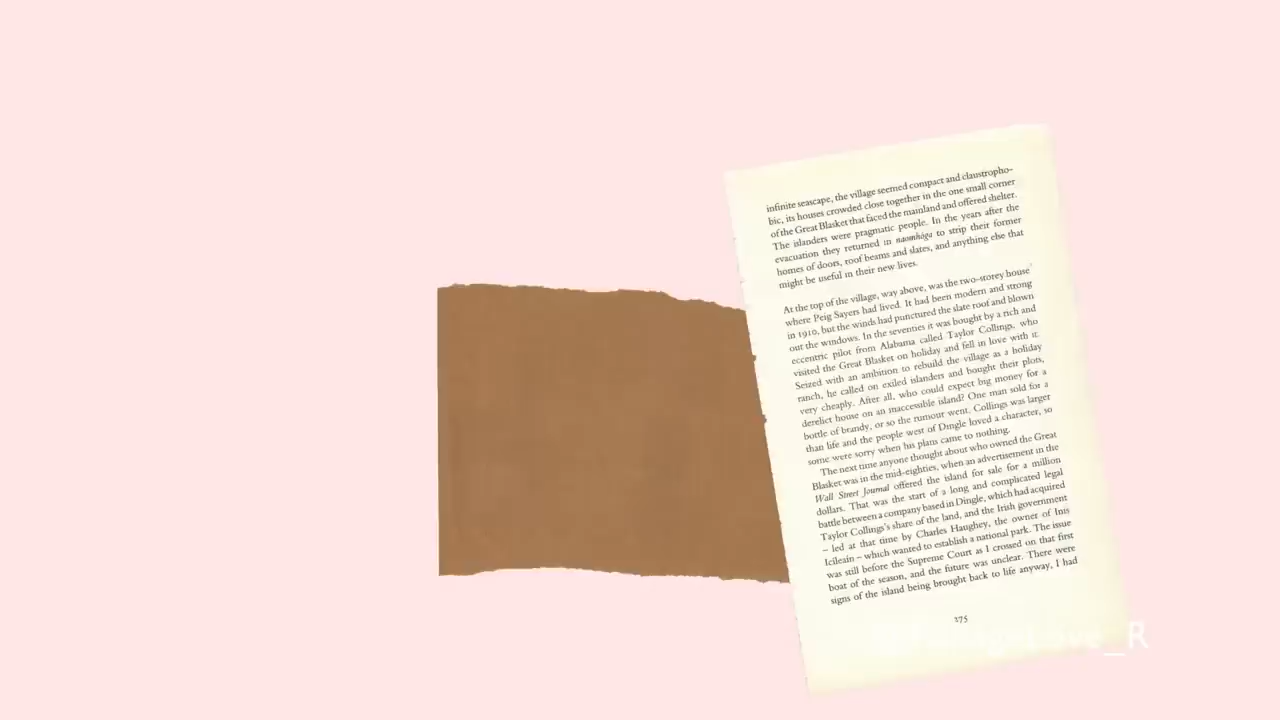 infinite seascape, the village seemed compact and claustropho-
bic, its houses crowded close together in the one small corner
of the Great Blasket that faced the mainland and offered shelter.
The islanders were pragmatic people. In the years after the
evacuation they returned in naomhóga to strip their former
homes of doors, roof beams and slates, and anything else that
might be useful in their new lives.
At the top of the village, way above, was the two-storey house
where Peig Sayers had lived. It had been modern and strong
in 1910, but the winds had punctured the slate roof and blown
out the windows. In the seventies it was bought by a rich and
eccentric pilot from Alabama called Taylor Collings, who
visited the Great Blasket on holiday and fell in love with it.
Seized with an ambition to rebuild the village as a holiday
ranch, he called on exiled islanders and bought their plots,
very cheaply. After all, who could expect big money for a
derelict house on an inaccessible island? One man sold for a
bottle of brandy, or so the rumour went. Collings was larger
than life and the people west of Dingle loved a character, so
some were sorry when his plans came to nothing.
The next time anyone thought about who owned the Great
Blasket was in the mid-eighties, when an advertisement in the
Wall Street Journal offered the island for sale for a million
dollars. That was the start of a long and complicated legal
battle between a company based in Dingle, which had acquired
Taylor Collings's share of the land, and the Irish government
– led at that time by Charles Haughey, the owner of Inis
Icileáin – which wanted to establish a national park. The issue
was still before the Supreme Court as I crossed on that first
boat of the season, and the future was unclear. There were
signs of the island being brought back to life anyway, I had
275